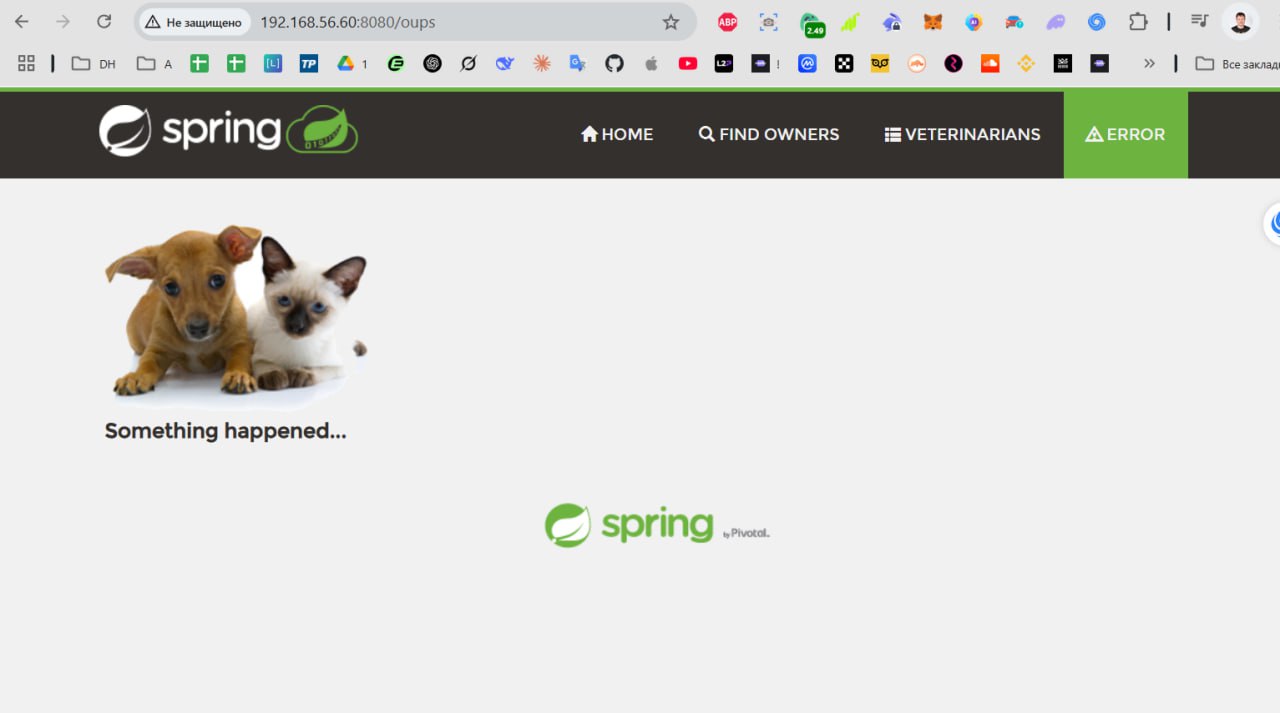 Не защищено 192.168.56.60:8080/oups
ABP 2.49 AI
DH A [L] TP 1 L2P ! Все заклад
spring HOME FIND OWNERS VETERINARIANS ERROR
Something happened...
spring by Pivotal.